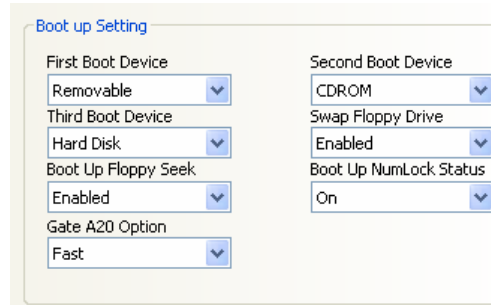 Boot up Setting
First Boot Device
Second Boot Device
Removable
CDROM
Third Boot Device
Swap Floppy Drive
Hard Disk
Enabled
Boot Up Floppy Seek
Boot Up NumLock Status
Enabled
On
Gate A20 Option
Fast